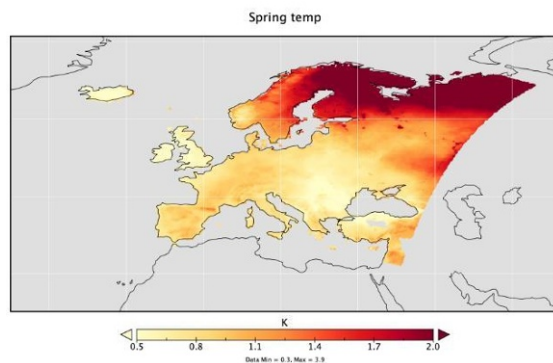 Spring temp
K
0.5 0.8 1.1 1.4 1.7 2.0
Data Min = 0.3, Max = 3.9